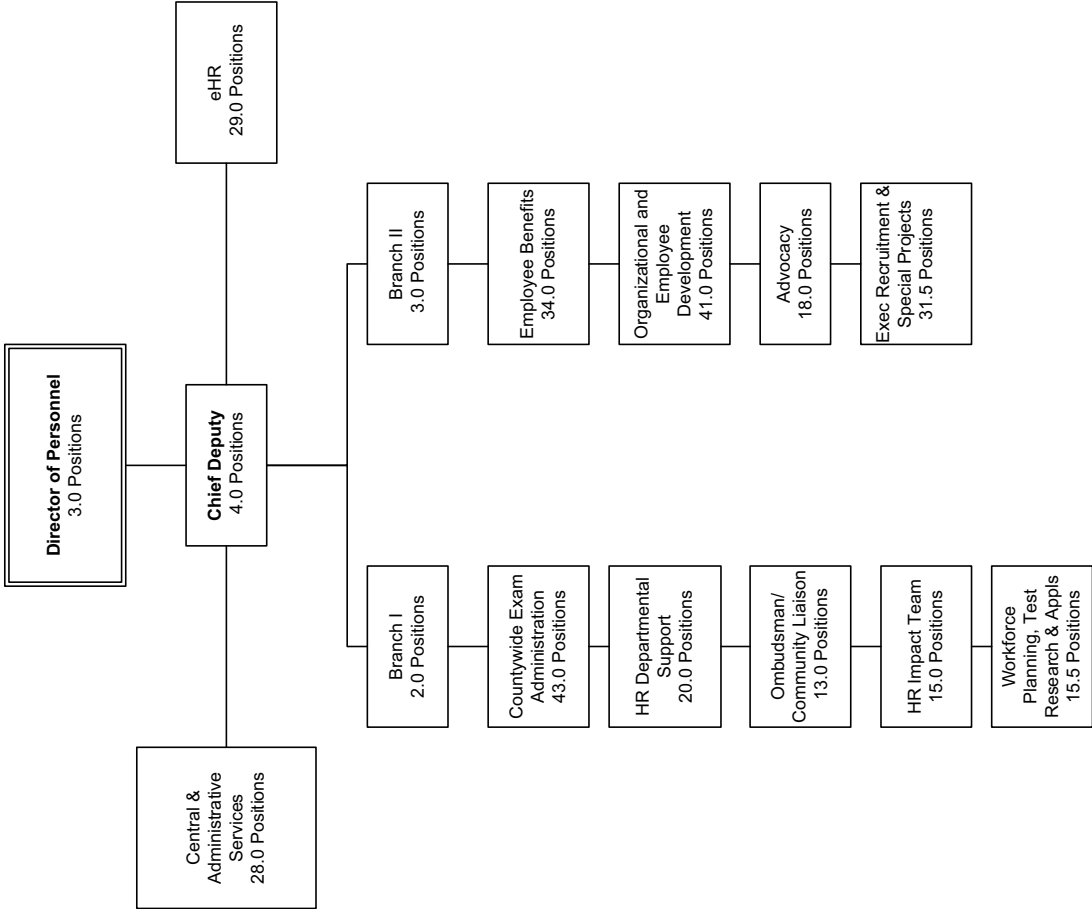 Director of Personnel
3.0 Positions
Chief Deputy
4.0 Positions
Central &
Administrative
Services
28.0 Positions
eHR
29.0 Positions
Branch I
2.0 Positions
Countywide Exam
Administration
43.0 Positions
HR Departmental
Support
20.0 Positions
Ombudsman/
Community Liaison
13.0 Positions
HR Impact Team
15.0 Positions
Workforce
Planning, Test
Research & Appls
15.5 Positions
Branch II
3.0 Positions
Employee Benefits
34.0 Positions
Organizational and
Employee
Development
41.0 Positions
Advocacy
18.0 Positions
Exec Recruitment &
Special Projects
31.5 Positions